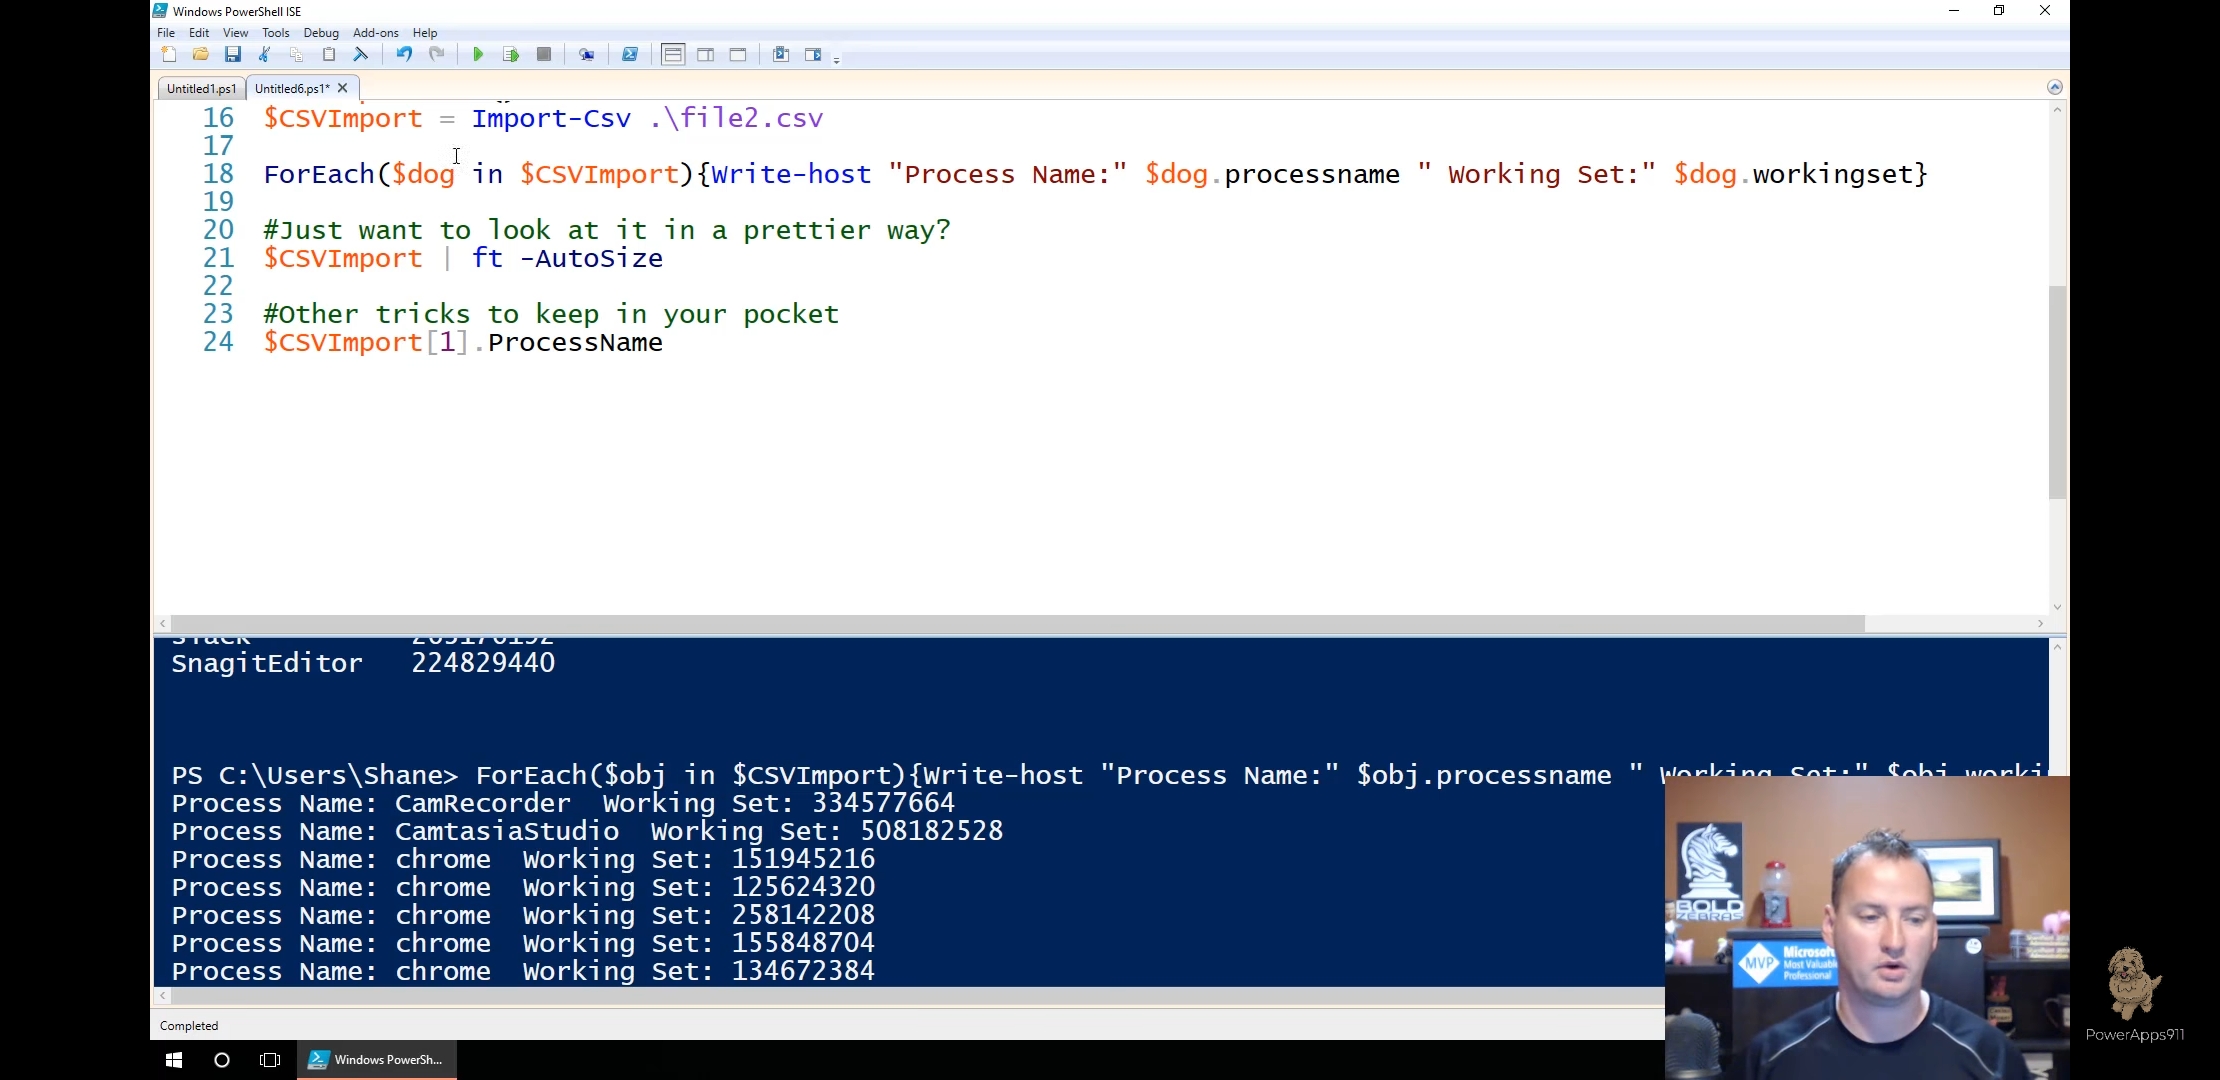 Windows PowerShell ISE
File Edit View Tools Debug Add-ons Help
Untitled1.ps1 Untitled6.ps1*
16 $CSVImport = Import-Csv .\file2.csv
17
18 ForEach($dog in $CSVImport){Write-host "Process Name:" $dog.processname " Working Set:" $dog.workingset}
19
20 #Just want to look at it in a prettier way?
21 $CSVImport | ft -AutoSize
22
23 #Other tricks to keep in your pocket
24 $CSVImport[1].ProcessName
SnagitEditor 224829440
PS C:\Users\Shane> ForEach($obj in $CSVImport){Write-host "Process Name:" $obj.processname " Working Set:" $obj.worki
Process Name: CamRecorder Working Set: 334577664
Process Name: CamtasiaStudio Working Set: 508182528
Process Name: chrome Working Set: 151945216
Process Name: chrome Working Set: 125624320
Process Name: chrome Working Set: 258142208
Process Name: chrome Working Set: 155848704
Process Name: chrome Working Set: 134672384
BOLD
ZEBRAS
MVP
Microsoft
Most Valuable
Professional
PowerApps911
Completed
Windows PowerSh...